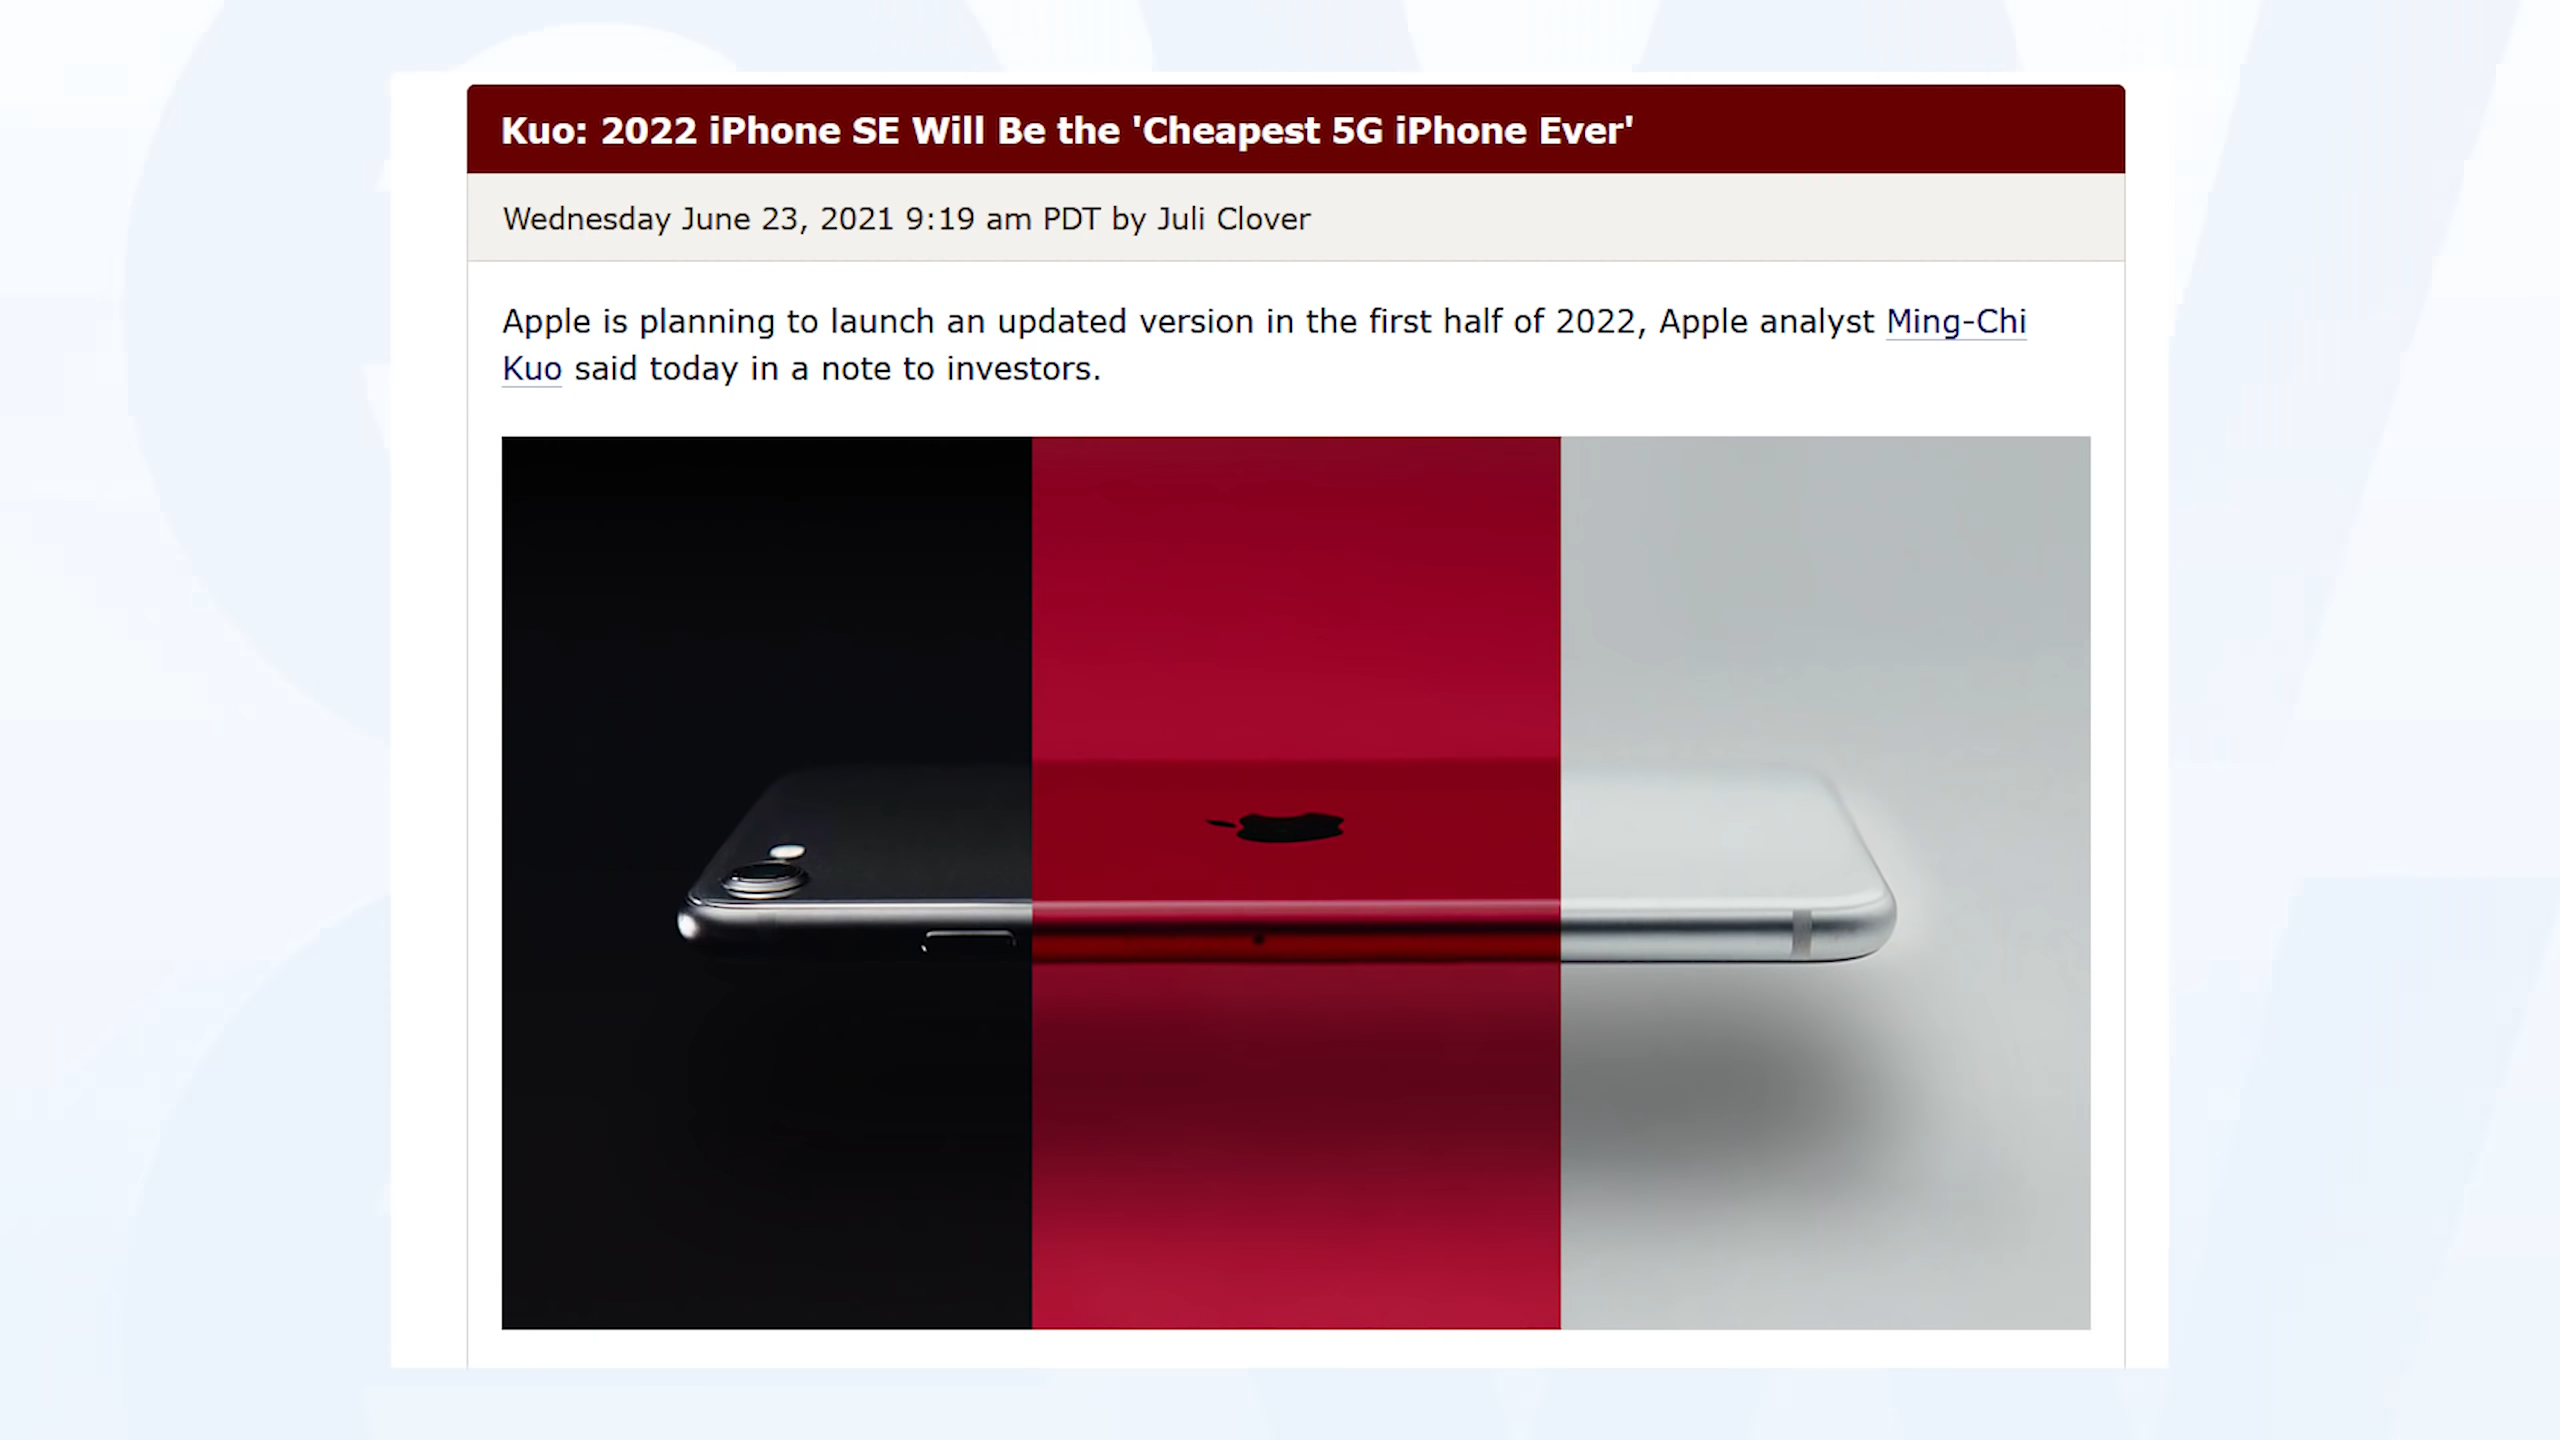 Kuo: 2022 iPhone SE Will Be the 'Cheapest 5G iPhone Ever'
Wednesday June 23, 2021 9:19 am PDT by Juli Clover
Apple is planning to launch an updated version in the first half of 2022, Apple analyst Ming-Chi
Kuo said today in a note to investors.